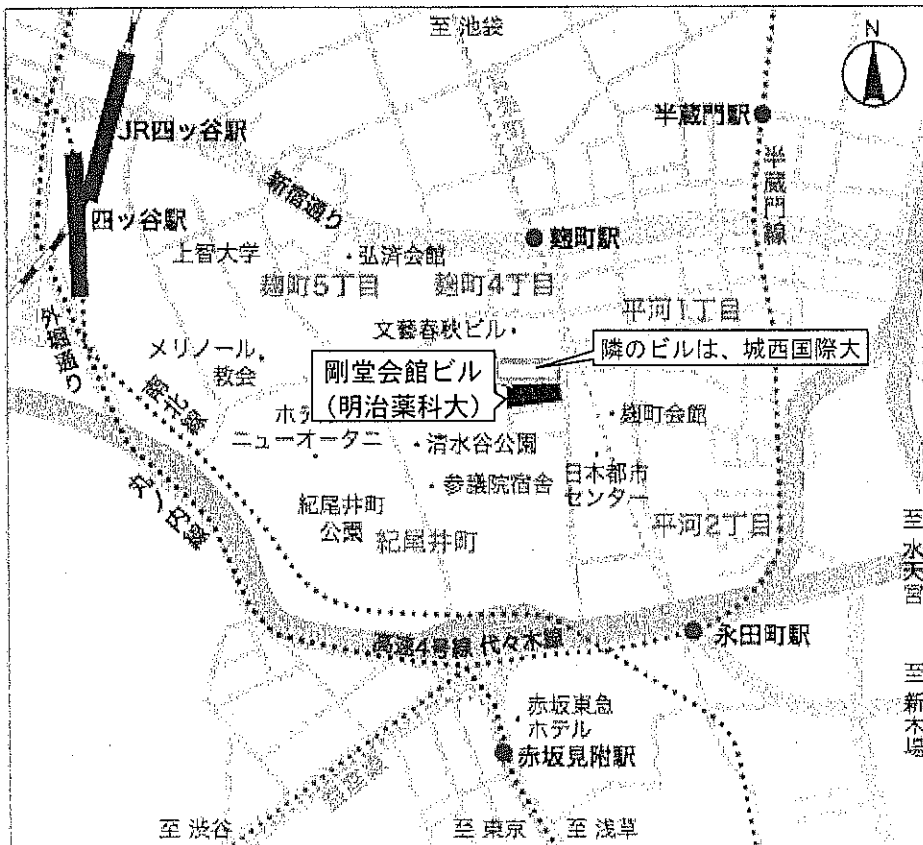 至 池袋
N
JR四ッ谷駅
半蔵門駅
半蔵門線
新宿通り
四ッ谷駅
麹町駅
上智大学
弘済会館
麹町5丁目
麹町4丁目
平河1丁目
外堀通り
文藝春秋ビル
隣のビルは、城西国際大
メリノール
教会
剛堂会館ビル
(明治薬科大)
南北線
麹町会館
ホテ
ニューオータニ
清水谷公園
参議院宿舎
日本都市
センター
丸ノ内線
紀尾井町
公園
紀尾井町
平河2丁目
至 水天宮
高速4号線 代々木線
永田町駅
至 新木場
赤坂東急
ホテル
赤坂見附駅
至 渋谷
至 東京
至 浅草